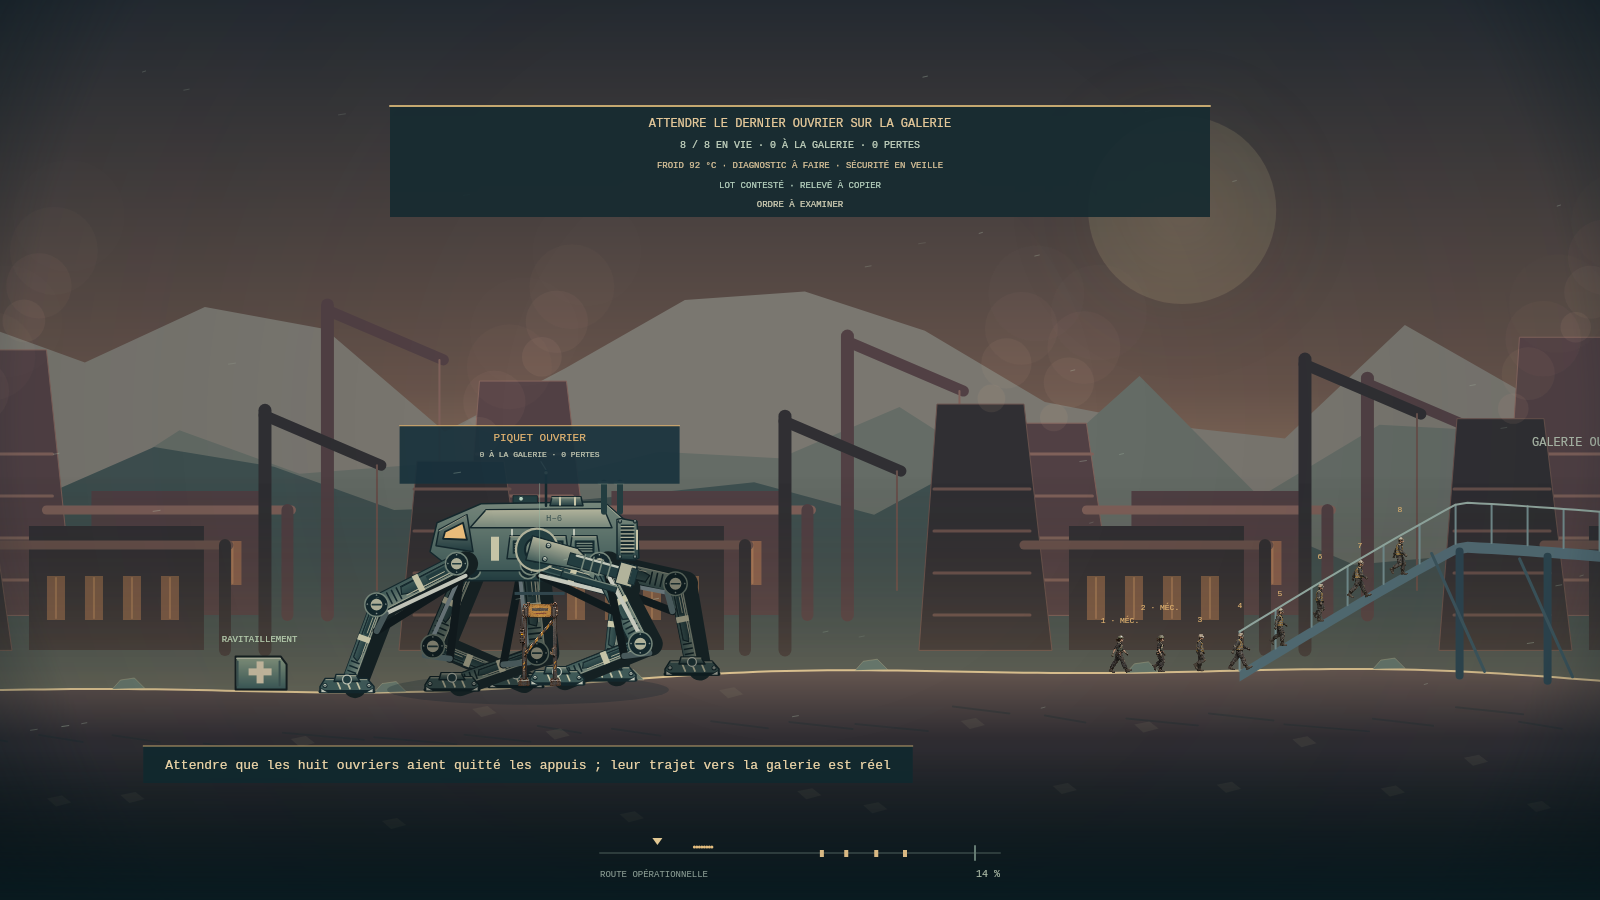 ATTENDRE LE DERNIER OUVRIER SUR LA GALERIE
8 / 8 EN VIE · 0 À LA GALERIE · 0 PERTES
FROID 92 °C · DIAGNOSTIC À FAIRE · SÉCURITÉ EN VEILLE
LOT CONTESTÉ · RELEVÉ À COPIER
ORDRE À EXAMINER
PIQUET OUVRIER
0 À LA GALERIE · 0 PERTES
GALERIE OU
H-6
8
7
6
5
4
3
2 · MÉC.
1 · MÉC.
RAVITAILLEMENT
Attendre que les huit ouvriers aient quitté les appuis ; leur trajet vers la galerie est réel
ROUTE OPÉRATIONNELLE
14 %